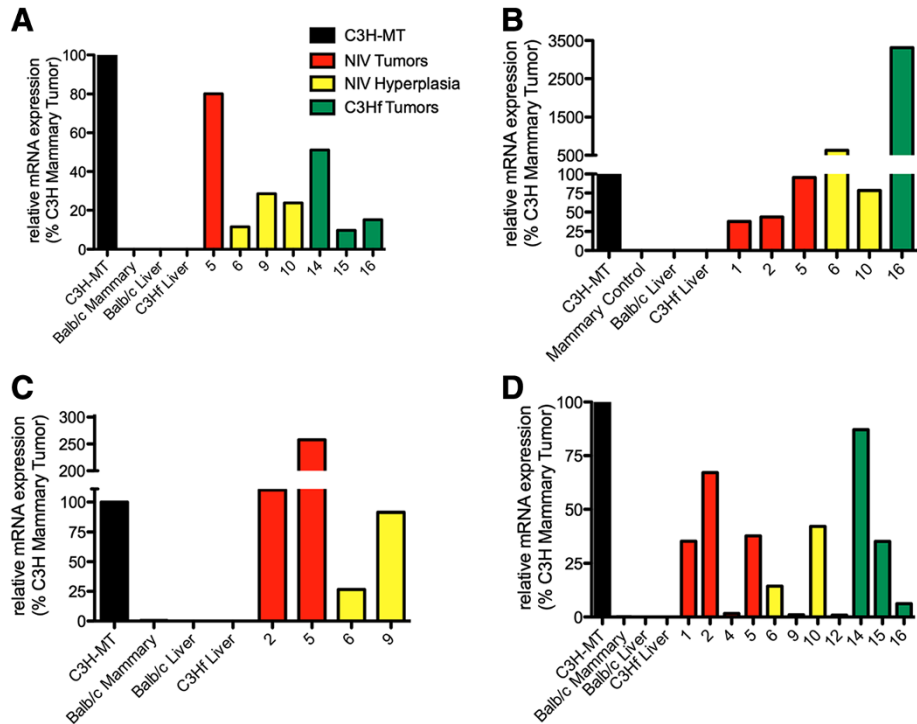 A
relative mRNA expression
(% C3H Mammary Tumor)
100
80
60
40
20
0
C3H-MT
Balb/c Mammary
Balb/c Liver
C3Hf Liver
5
6
9
10
14
15
16
C3H-MT
NIV Tumors
NIV Hyperplasia
C3Hf Tumors
B
relative mRNA expression
(% C3H Mammary Tumor)
3500
2500
1500
500
100
75
50
25
0
C3H-MT
Mammary Control
Balb/c Liver
C3Hf Liver
1
2
5
6
10
16
C
relative mRNA expression
(% C3H Mammary Tumor)
300
250
200
100
75
50
25
0
C3H-MT
Balb/c Mammary
Balb/c Liver
C3Hf Liver
2
5
6
9
D
relative mRNA expression
(% C3H Mammary Tumor)
100
75
50
25
0
C3H-MT
Balb/c Mammary
Balb/c Liver
C3Hf Liver
1
2
4
5
6
9
10
12
14
15
16